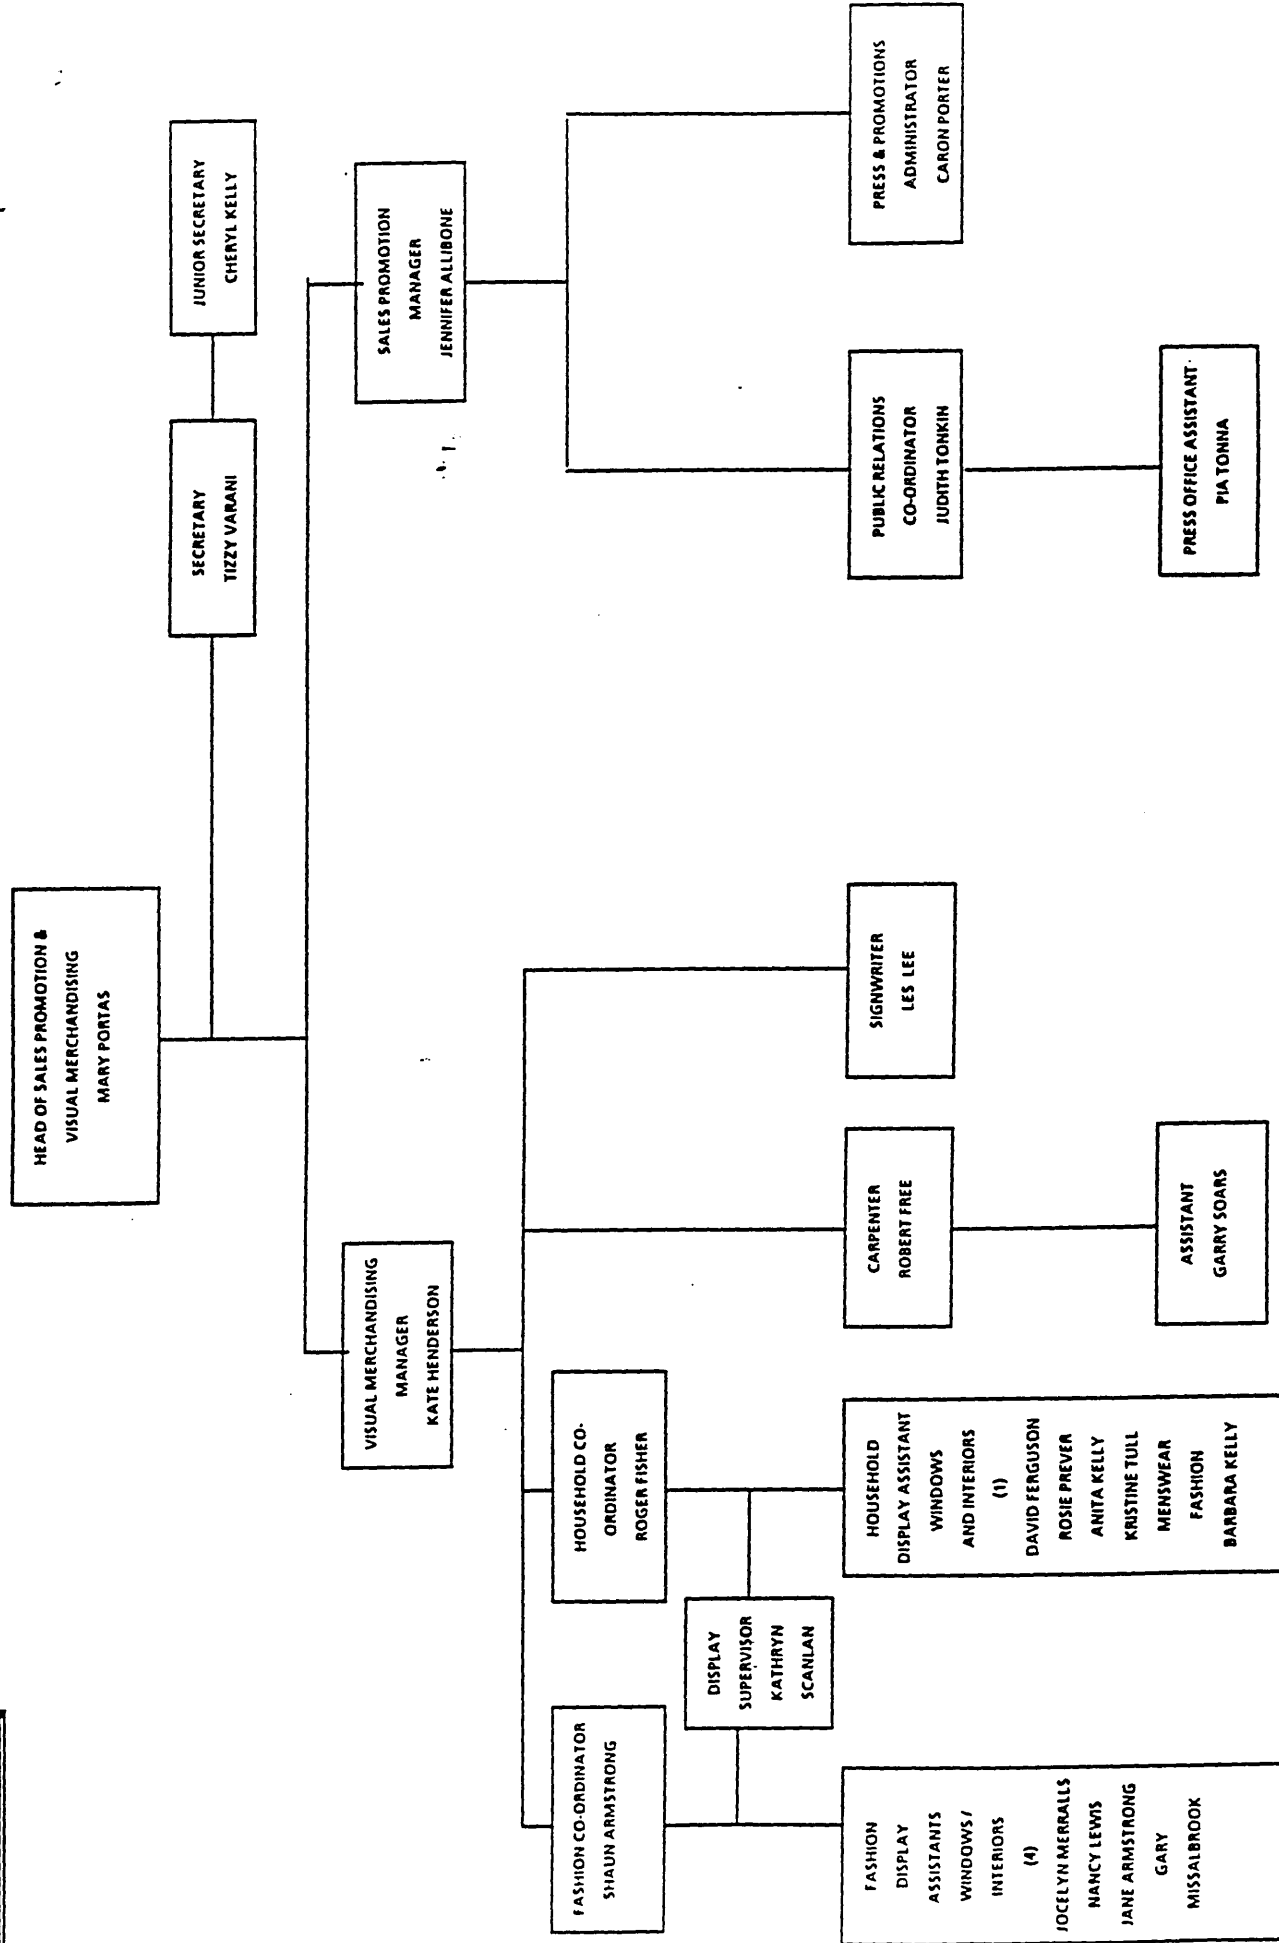 HEAD OF SALES PROMOTION &
VISUAL MERCHANDISING
MARY PORTAS
SECRETARY
TIZZY VARANI
JUNIOR SECRETARY
CHERYL KELLY
VISUAL MERCHANDISING
MANAGER
KATE HENDERSON
SALES PROMOTION
MANAGER
JENNIFER ALLIBONE
FASHION CO-ORDINATOR
SHAUN ARMSTRONG
HOUSEHOLD CO-
ORDINATOR
ROGER FISHER
DISPLAY
SUPERVISOR
KATHRYN
SCANLAN
FASHION
DISPLAY
ASSISTANTS
WINDOWS /
INTERIORS
(4)
JOCELYN MERRALLS
NANCY LEWIS
JANE ARMSTRONG
GARY
MISSALBROOK
HOUSEHOLD
DISPLAY ASSISTANT
WINDOWS
AND INTERIORS
(1)
DAVID FERGUSON
ROSIE PREVER
ANITA KELLY
KRISTINE TULL
MENSWEAR
FASHION
BARBARA KELLY
CARPENTER
ROBERT FREE
SIGNWRITER
LES LEE
PUBLIC RELATIONS
CO-ORDINATOR
JUDITH TONKIN
PRESS & PROMOTIONS
ADMINISTRATOR
CARON PORTER
ASSISTANT
GARRY SOARS
PRESS OFFICE ASSISTANT
PIA TONNA